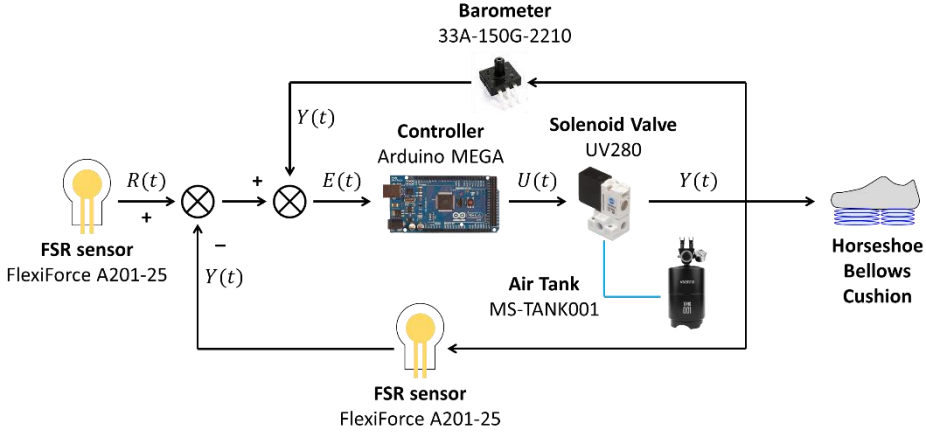 Barometer
33A-150G-2210
Y(t)
Controller
Arduino MEGA
Solenoid Valve
UV280
R(t)
+
+
E(t)
U(t)
Y(t)
FSR sensor
FlexiForce A201-25
−
Y(t)
Air Tank
MS-TANK001
Horseshoe
Bellows
Cushion
FSR sensor
FlexiForce A201-25